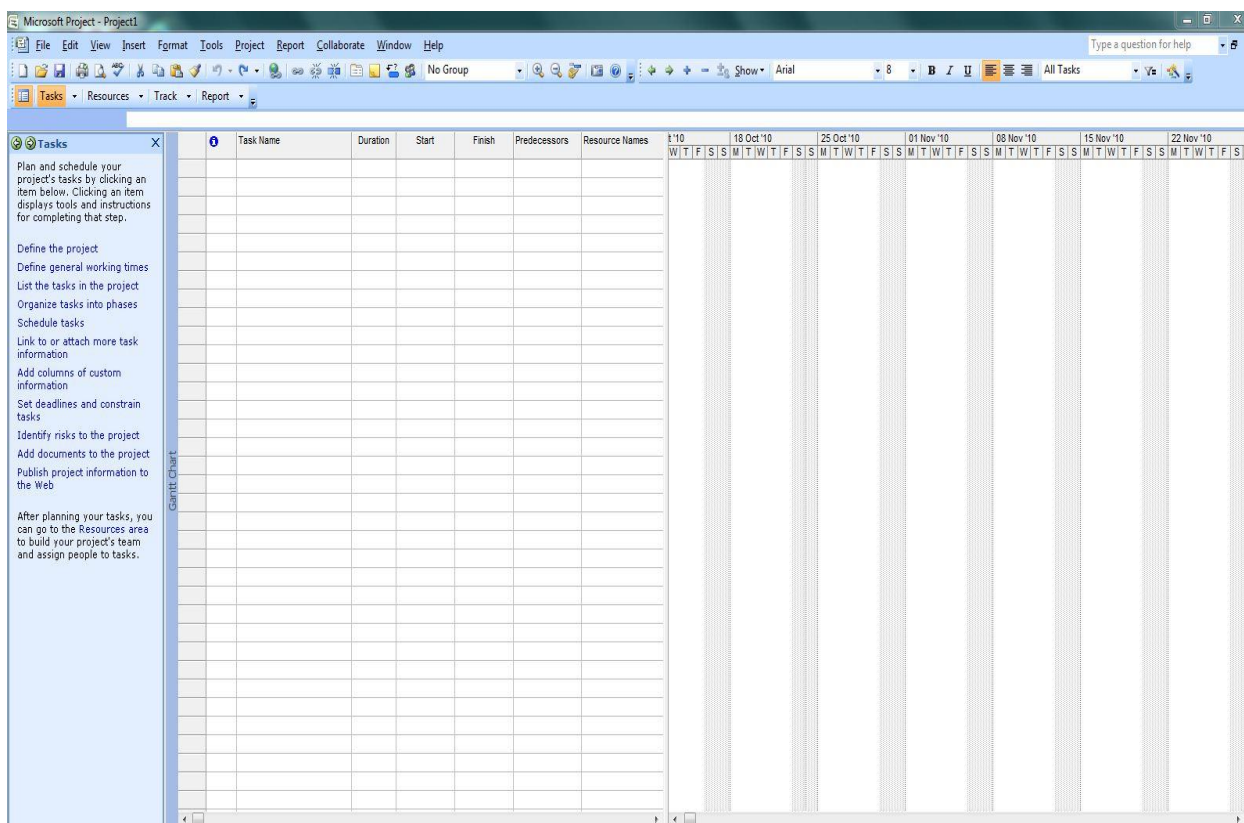 Microsoft Project - Project1
File Edit View Insert Format Tools Project Report Collaborate Window Help
Type a question for help
No Group
Show
Arial
8
B I U
All Tasks
Tasks Resources Track Report
Tasks X
Plan and schedule your
project's tasks by clicking an
item below. Clicking an item
displays tools and instructions
for completing that step.
Define the project
Define general working times
List the tasks in the project
Organize tasks into phases
Schedule tasks
Link to or attach more task
information
Add columns of custom
information
Set deadlines and constrain
tasks
Identify risks to the project
Add documents to the project
Publish project information to
the Web
After planning your tasks, you
can go to the Resources area
to build your project's team
and assign people to tasks.
Gantt Chart
Task Name Duration Start Finish Predecessors Resource Names
t '10 18 Oct '10 25 Oct '10 01 Nov '10 08 Nov '10 15 Nov '10 22 Nov '10
W T F S S M T W T F S S M T W T F S S M T W T F S S M T W T F S S M T W T F S S M T W T F S